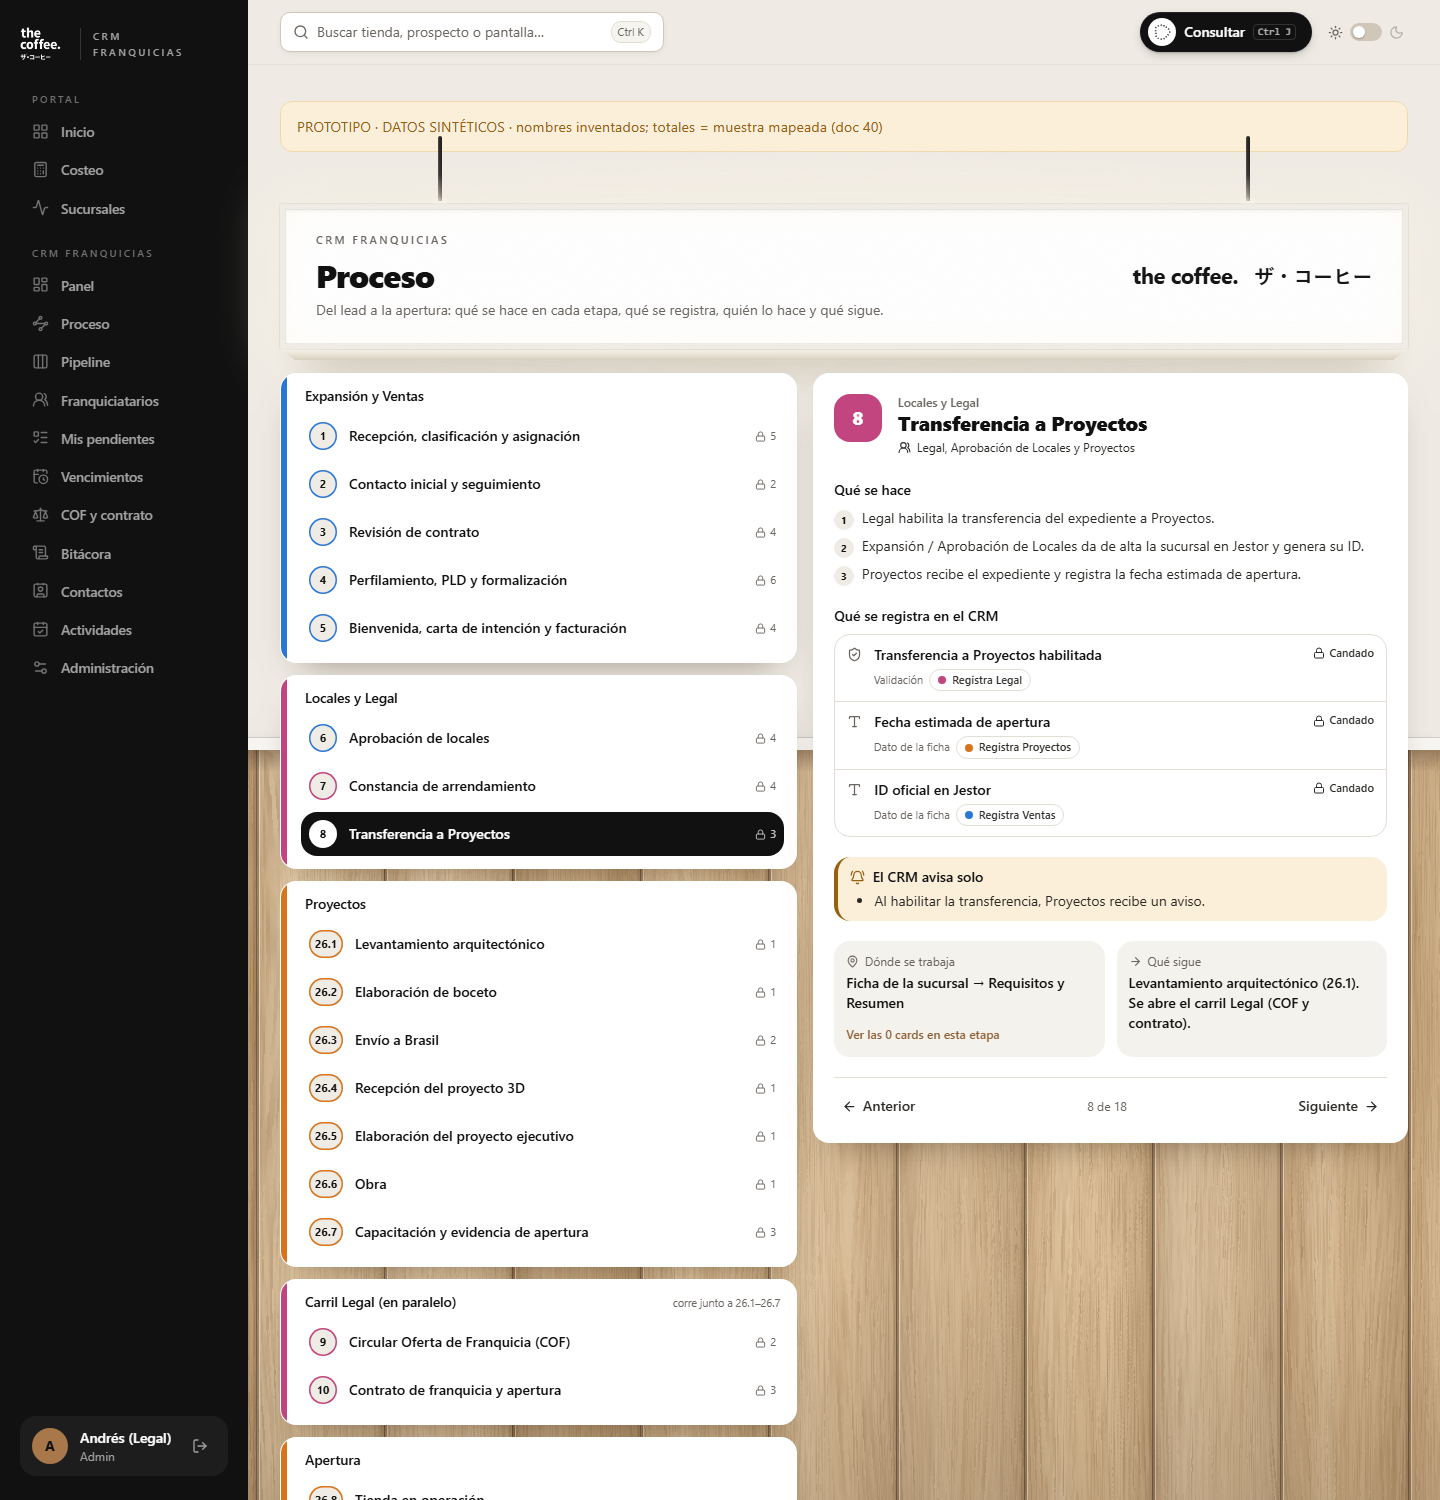 the
coffee.
ザ・コーヒー
CRM
FRANQUICIAS
PORTAL
Inicio
Costeo
Sucursales
CRM FRANQUICIAS
Panel
Proceso
Pipeline
Franquiciatarios
Mis pendientes
Vencimientos
COF y contrato
Bitácora
Contactos
Actividades
Administración
A
Andrés (Legal)
Admin
Buscar tienda, prospecto o pantalla...
Ctrl K
Consultar
Ctrl J
PROTOTIPO · DATOS SINTÉTICOS · nombres inventados; totales = muestra mapeada (doc 40)
CRM FRANQUICIAS
Proceso
Del lead a la apertura: qué se hace en cada etapa, qué se registra, quién lo hace y qué sigue.
the coffee. ザ・コーヒー
Expansión y Ventas
1 Recepción, clasificación y asignación 5
2 Contacto inicial y seguimiento 2
3 Revisión de contrato 4
4 Perfilamiento, PLD y formalización 6
5 Bienvenida, carta de intención y facturación 4
Locales y Legal
6 Aprobación de locales 4
7 Constancia de arrendamiento 4
8 Transferencia a Proyectos 3
Proyectos
26.1 Levantamiento arquitectónico 1
26.2 Elaboración de boceto 1
26.3 Envío a Brasil 2
26.4 Recepción del proyecto 3D 1
26.5 Elaboración del proyecto ejecutivo 1
26.6 Obra 1
26.7 Capacitación y evidencia de apertura 3
Carril Legal (en paralelo) corre junto a 26.1–26.7
9 Circular Oferta de Franquicia (COF) 2
10 Contrato de franquicia y apertura 3
Apertura
26.8 Tienda en operación
8
Locales y Legal
Transferencia a Proyectos
Legal, Aprobación de Locales y Proyectos
Qué se hace
1 Legal habilita la transferencia del expediente a Proyectos.
2 Expansión / Aprobación de Locales da de alta la sucursal en Jestor y genera su ID.
3 Proyectos recibe el expediente y registra la fecha estimada de apertura.
Qué se registra en el CRM
Transferencia a Proyectos habilitada Candado
Validación Registra Legal
Fecha estimada de apertura Candado
Dato de la ficha Registra Proyectos
ID oficial en Jestor Candado
Dato de la ficha Registra Ventas
El CRM avisa solo
• Al habilitar la transferencia, Proyectos recibe un aviso.
Dónde se trabaja
Ficha de la sucursal → Requisitos y
Resumen
Ver las 0 cards en esta etapa
→ Qué sigue
Levantamiento arquitectónico (26.1).
Se abre el carril Legal (COF y
contrato).
← Anterior
8 de 18
Siguiente →